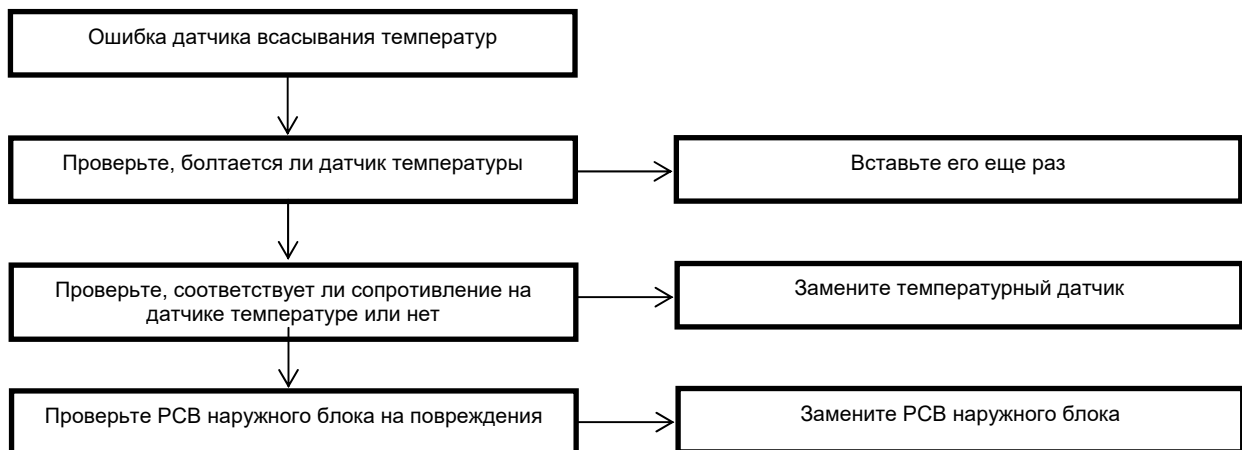 Ошибка датчика всасывания температур
Проверьте, болтается ли датчик температуры
Вставьте его еще раз
Проверьте, соответствует ли сопротивление на
датчике температуре или нет
Замените температурный датчик
Проверьте PCB наружного блока на повреждения
Замените PCB наружного блока